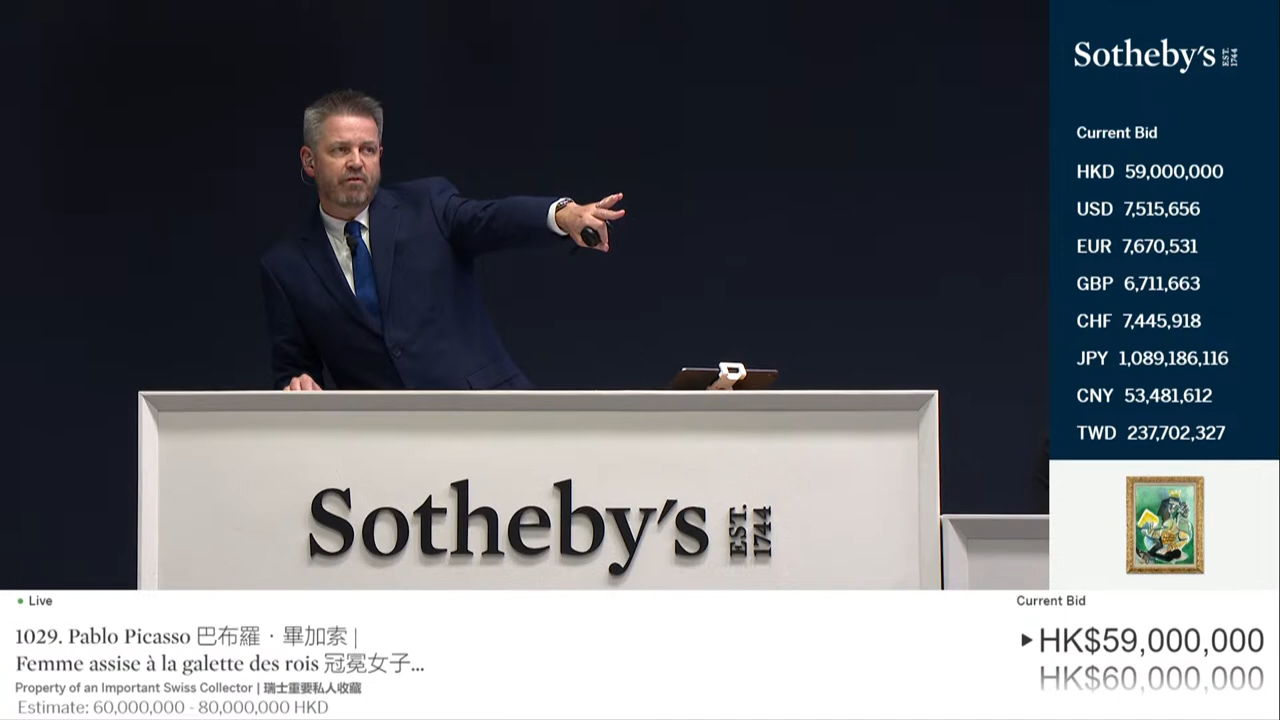 Sotheby's EST. 1744
Current Bid
HKD 59,000,000
USD 7,515,656
EUR 7,670,531
GBP 6,711,663
CHF 7,445,918
JPY 1,089,186,116
CNY 53,481,612
TWD 237,702,327
Sotheby's EST. 1744
Live
1029. Pablo Picasso 巴布羅·畢加索 |
Femme assise à la galette des rois 冠冕女子...
Property of an Important Swiss Collector | 瑞士重要私人收藏
Estimate: 60,000,000 - 80,000,000 HKD
Current Bid
HK$59,000,000
HK$60,000,000